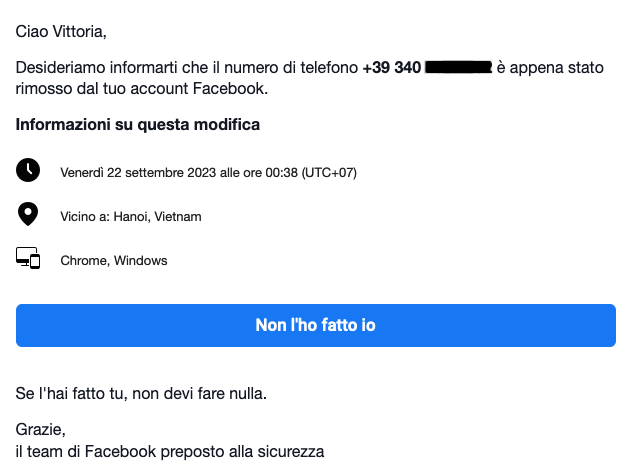 Ciao Vittoria,
Desideriamo informarti che il numero di telefono +39 340 è appena stato
rimosso dal tuo account Facebook.
Informazioni su questa modifica
Venerdì 22 settembre 2023 alle ore 00:38 (UTC+07)
Vicino a: Hanoi, Vietnam
Chrome, Windows
Non l'ho fatto io
Se l'hai fatto tu, non devi fare nulla.
Grazie,
il team di Facebook preposto alla sicurezza